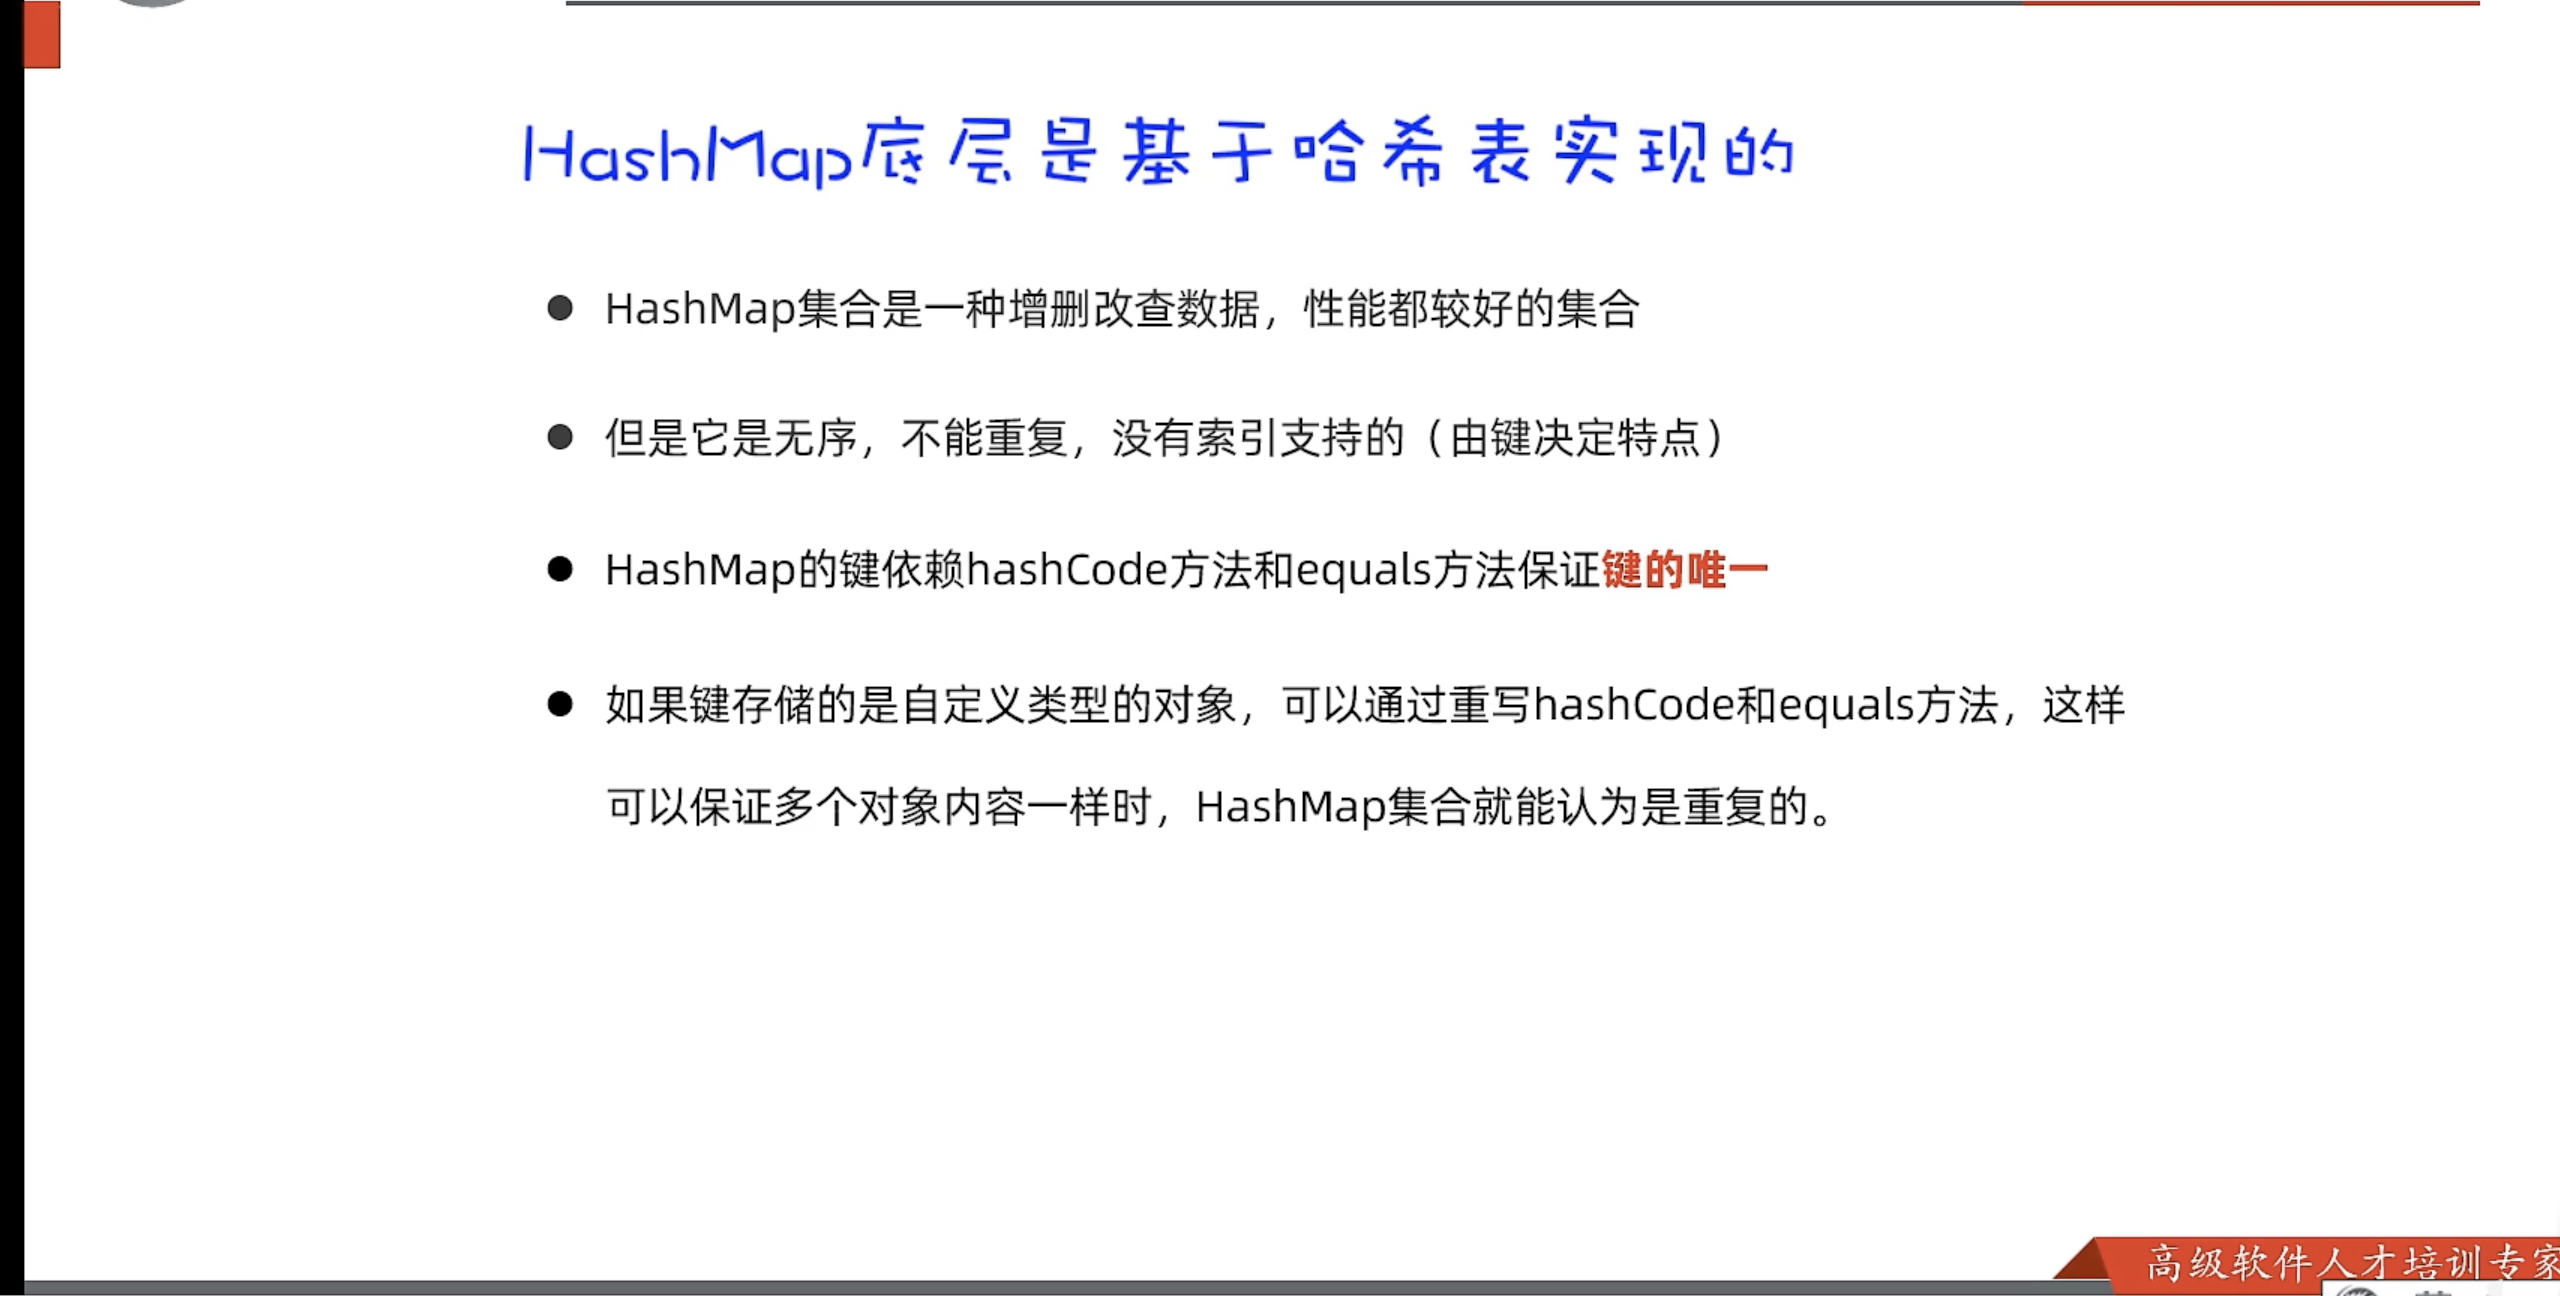 HashMap底层是基于哈希表实现的
HashMap集合是一种增删改查数据，性能都较好的集合
但是它是无序，不能重复，没有索引支持的（由键决定特点）
HashMap的键依赖hashCode方法和equals方法保证键的唯一
如果键存储的是自定义类型的对象，可以通过重写hashCode和equals方法，这样
可以保证多个对象内容一样时，HashMap集合就能认为是重复的。
高级软件人才培训专家